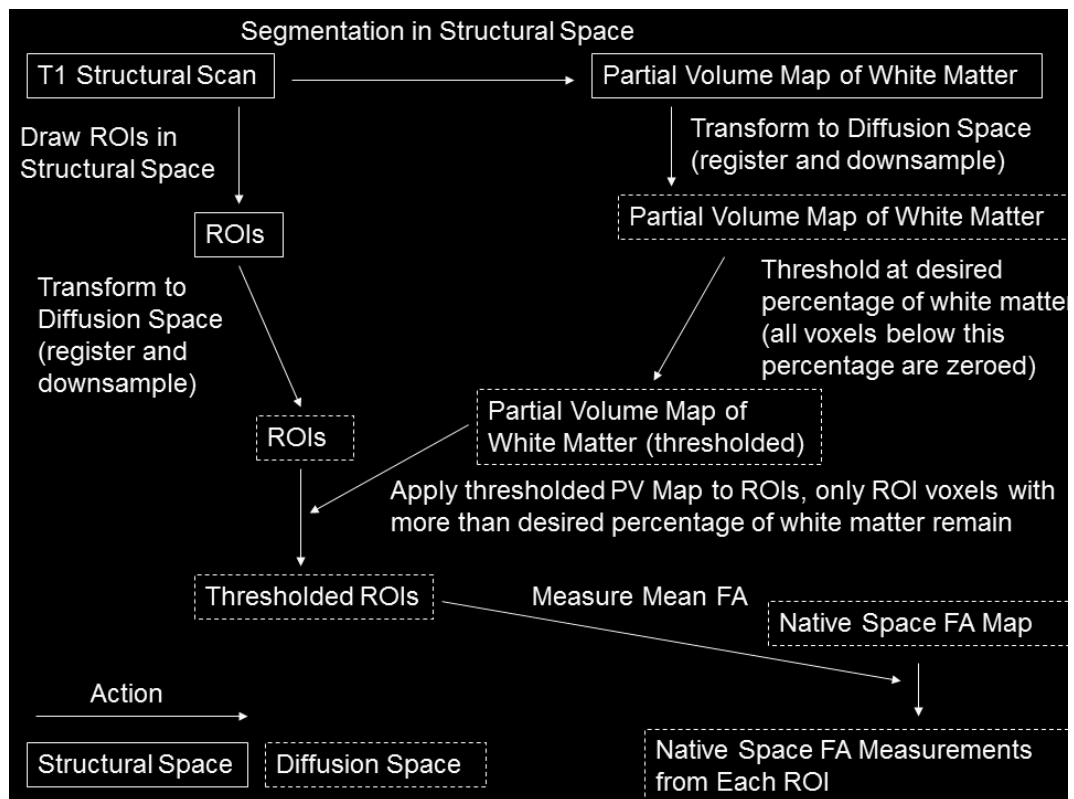 Segmentation in Structural Space
T1 Structural Scan
Partial Volume Map of White Matter
Draw ROIs in
Structural Space
Transform to Diffusion Space
(register and downsample)
ROIs
Partial Volume Map of White Matter
Transform to
Diffusion Space
(register and
downsample)
Threshold at desired
percentage of white matter
(all voxels below this
percentage are zeroed)
ROIs
Partial Volume Map of
White Matter (thresholded)
Apply thresholded PV Map to ROIs, only ROI voxels with
more than desired percentage of white matter remain
Thresholded ROIs
Measure Mean FA
Native Space FA Map
Action
Structural Space
Diffusion Space
Native Space FA Measurements
from Each ROI